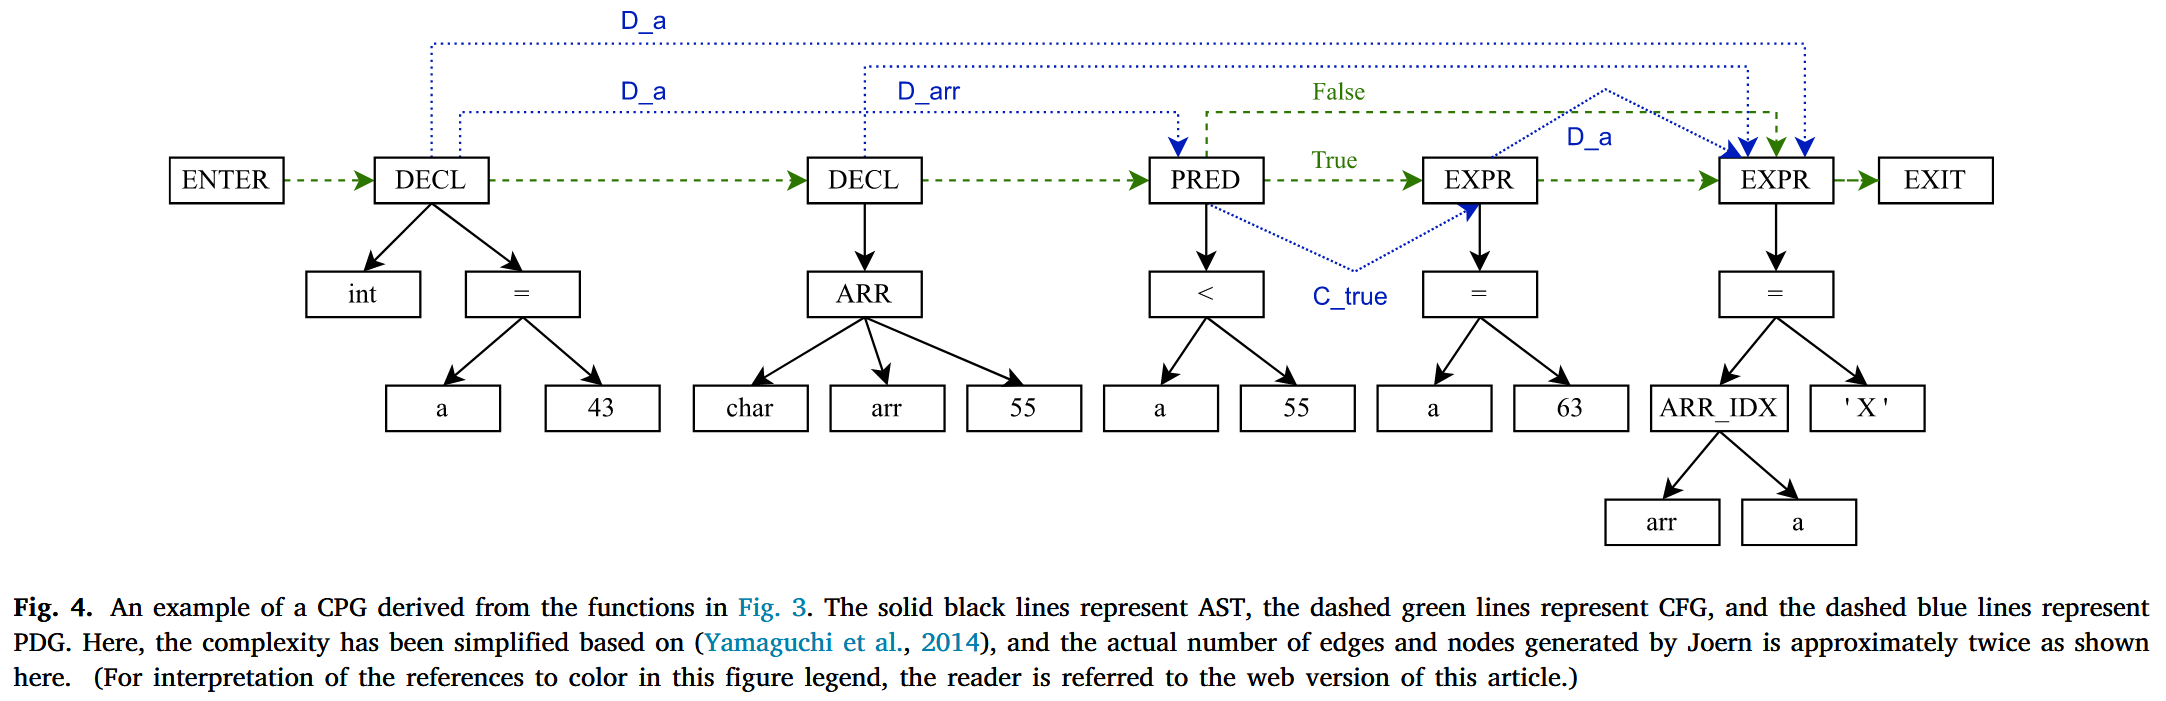 D_a
D_a
D_arr
False
D_a
True
ENTER
DECL
DECL
PRED
EXPR
EXPR
EXIT
int
=
ARR
<
C_true
=
=
a
43
char
arr
55
a
55
a
63
ARR_IDX
' X '
arr
a
Fig. 4. An example of a CPG derived from the functions in Fig. 3. The solid black lines represent AST, the dashed green lines represent CFG, and the dashed blue lines represent
PDG. Here, the complexity has been simplified based on (Yamaguchi et al., 2014), and the actual number of edges and nodes generated by Joern is approximately twice as shown
here. (For interpretation of the references to color in this figure legend, the reader is referred to the web version of this article.)